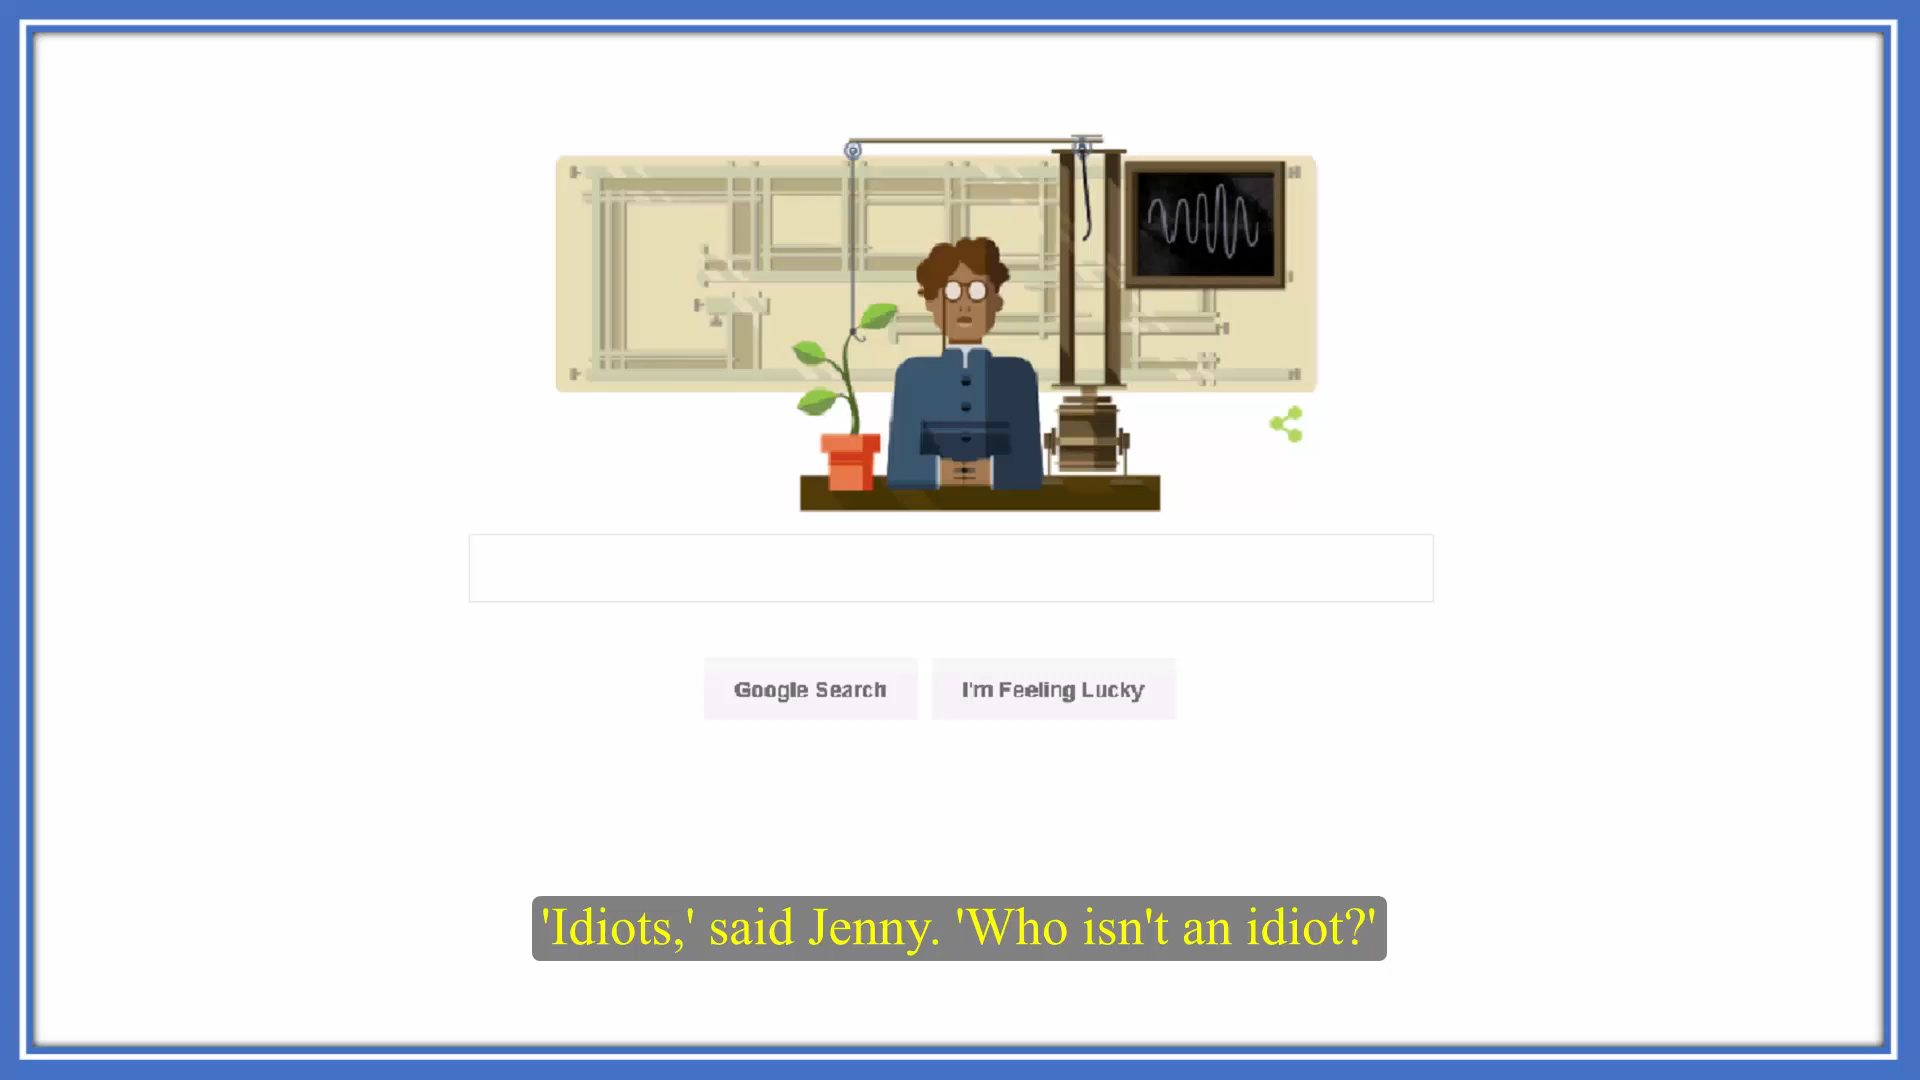 Google Search
I'm Feeling Lucky
'Idiots,' said Jenny. 'Who isn't an idiot?'